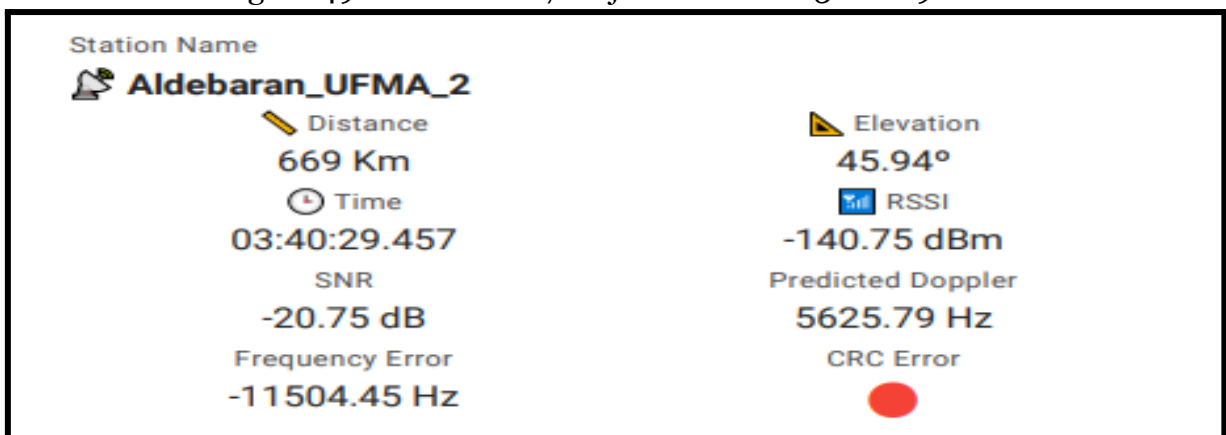 Station Name
Aldebaran_UFMA_2
Distance Elevation
669 Km 45.94º
Time RSSI
03:40:29.457 -140.75 dBm
SNR Predicted Doppler
-20.75 dB 5625.79 Hz
Frequency Error CRC Error
-11504.45 Hz